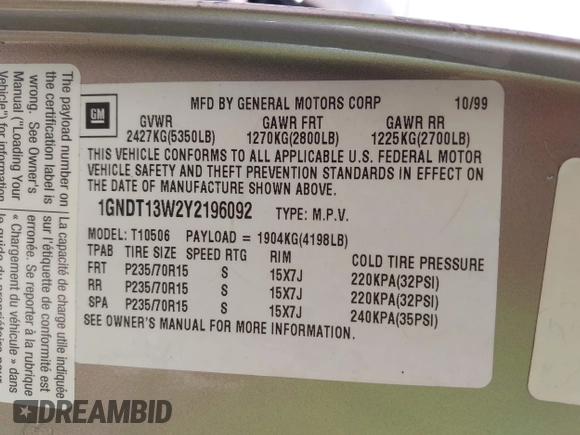 The payload number on
the certification label is
wrong. See Owner's
Manual ("Loading Your
Vehicle") for information
La capacité de charge utile indiquée
sur l'étiquette de conformité est
erronée. Se reporter à la rubrique
« Chargement du véhicule » dans
GM
MFD BY GENERAL MOTORS CORP 10/99
GVWR GAWR FRT GAWR RR
2427KG(5350LB) 1270KG(2800LB) 1225KG(2700LB)
THIS VEHICLE CONFORMS TO ALL APPLICABLE U.S. FEDERAL MOTOR
VEHICLE SAFETY AND THEFT PREVENTION STANDARDS IN EFFECT ON
THE DATE OF MANUFACTURE SHOWN ABOVE.
1GNDT13W2Y2196092 TYPE: M.P.V.
MODEL: T10506 PAYLOAD = 1904KG(4198LB)
TPAB TIRE SIZE SPEED RTG RIM COLD TIRE PRESSURE
FRT P235/70R15 S 15X7J 220KPA(32PSI)
RR P235/70R15 S 15X7J 220KPA(32PSI)
SPA P235/70R15 S 15X7J 240KPA(35PSI)
SEE OWNER'S MANUAL FOR MORE INFORMATION.
DREAMBID